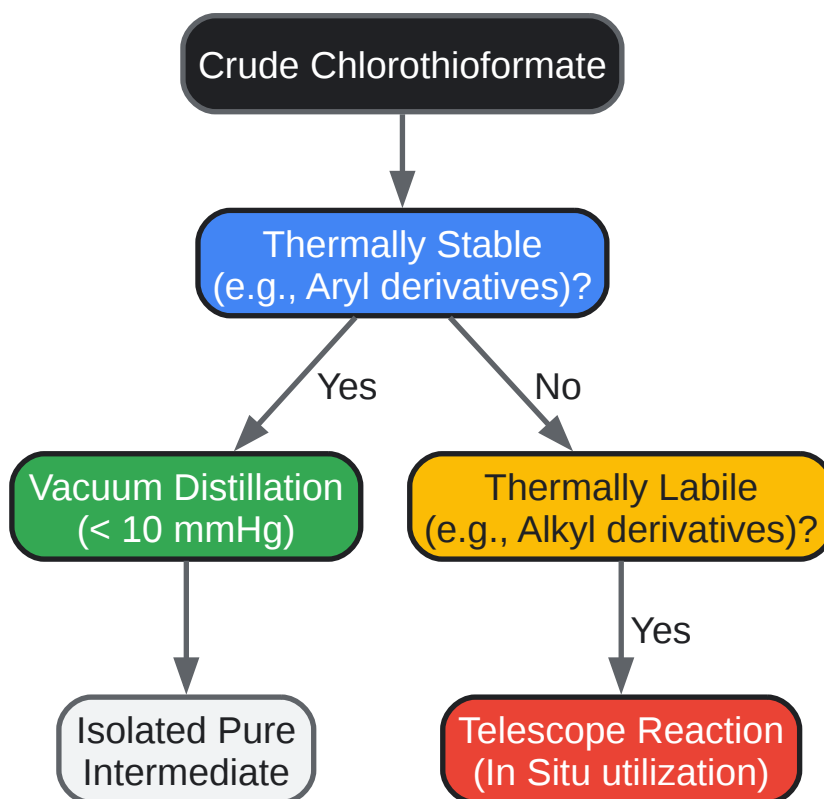 Crude Chlorothioformate
Thermally Stable
(e.g., Aryl derivatives)?
Yes
No
Vacuum Distillation
(< 10 mmHg)
Thermally Labile
(e.g., Alkyl derivatives)?
Yes
Isolated Pure
Intermediate
Telescope Reaction
(In Situ utilization)